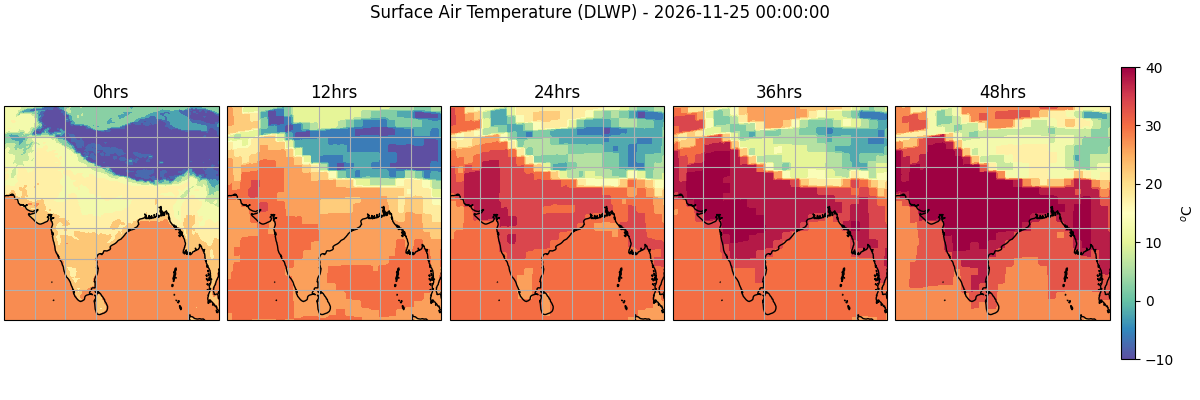 Surface Air Temperature (DLWP) - 2026-11-25 00:00:00
0hrs
12hrs
24hrs
36hrs
48hrs
40
30
20
10
0
−10
°C